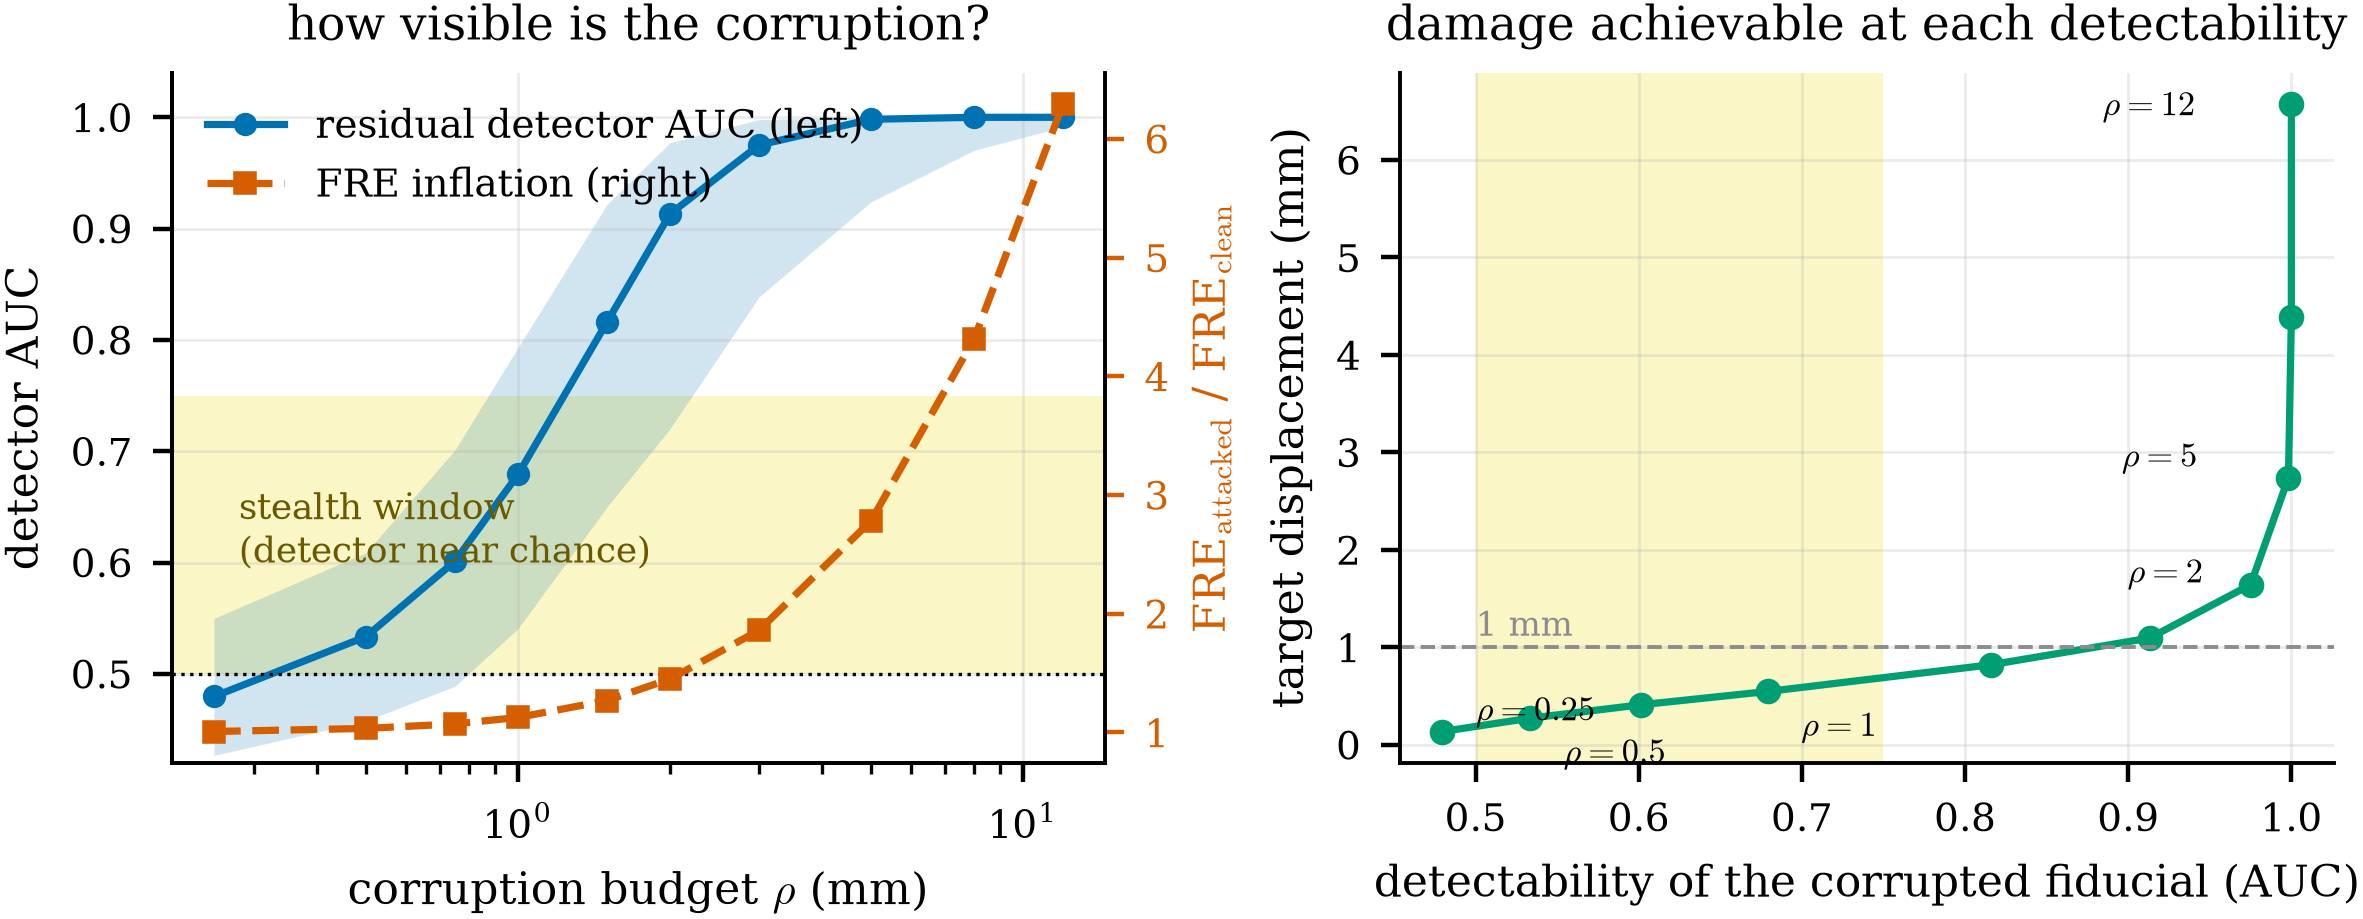 how visible is the corruption?
residual detector AUC (left)
FRE inflation (right)
stealth window
(detector near chance)
detector AUC
1.0
0.9
0.8
0.7
0.6
0.5
6
5
4
3
2
1
FRE_attacked / FRE_clean
10^0
10^1
corruption budget ρ (mm)
damage achievable at each detectability
target displacement (mm)
6
5
4
3
2
1
0
ρ = 12
ρ = 5
ρ = 2
1 mm
ρ = 0.25
ρ = 1
ρ = 0.5
0.5
0.6
0.7
0.8
0.9
1.0
detectability of the corrupted fiducial (AUC)